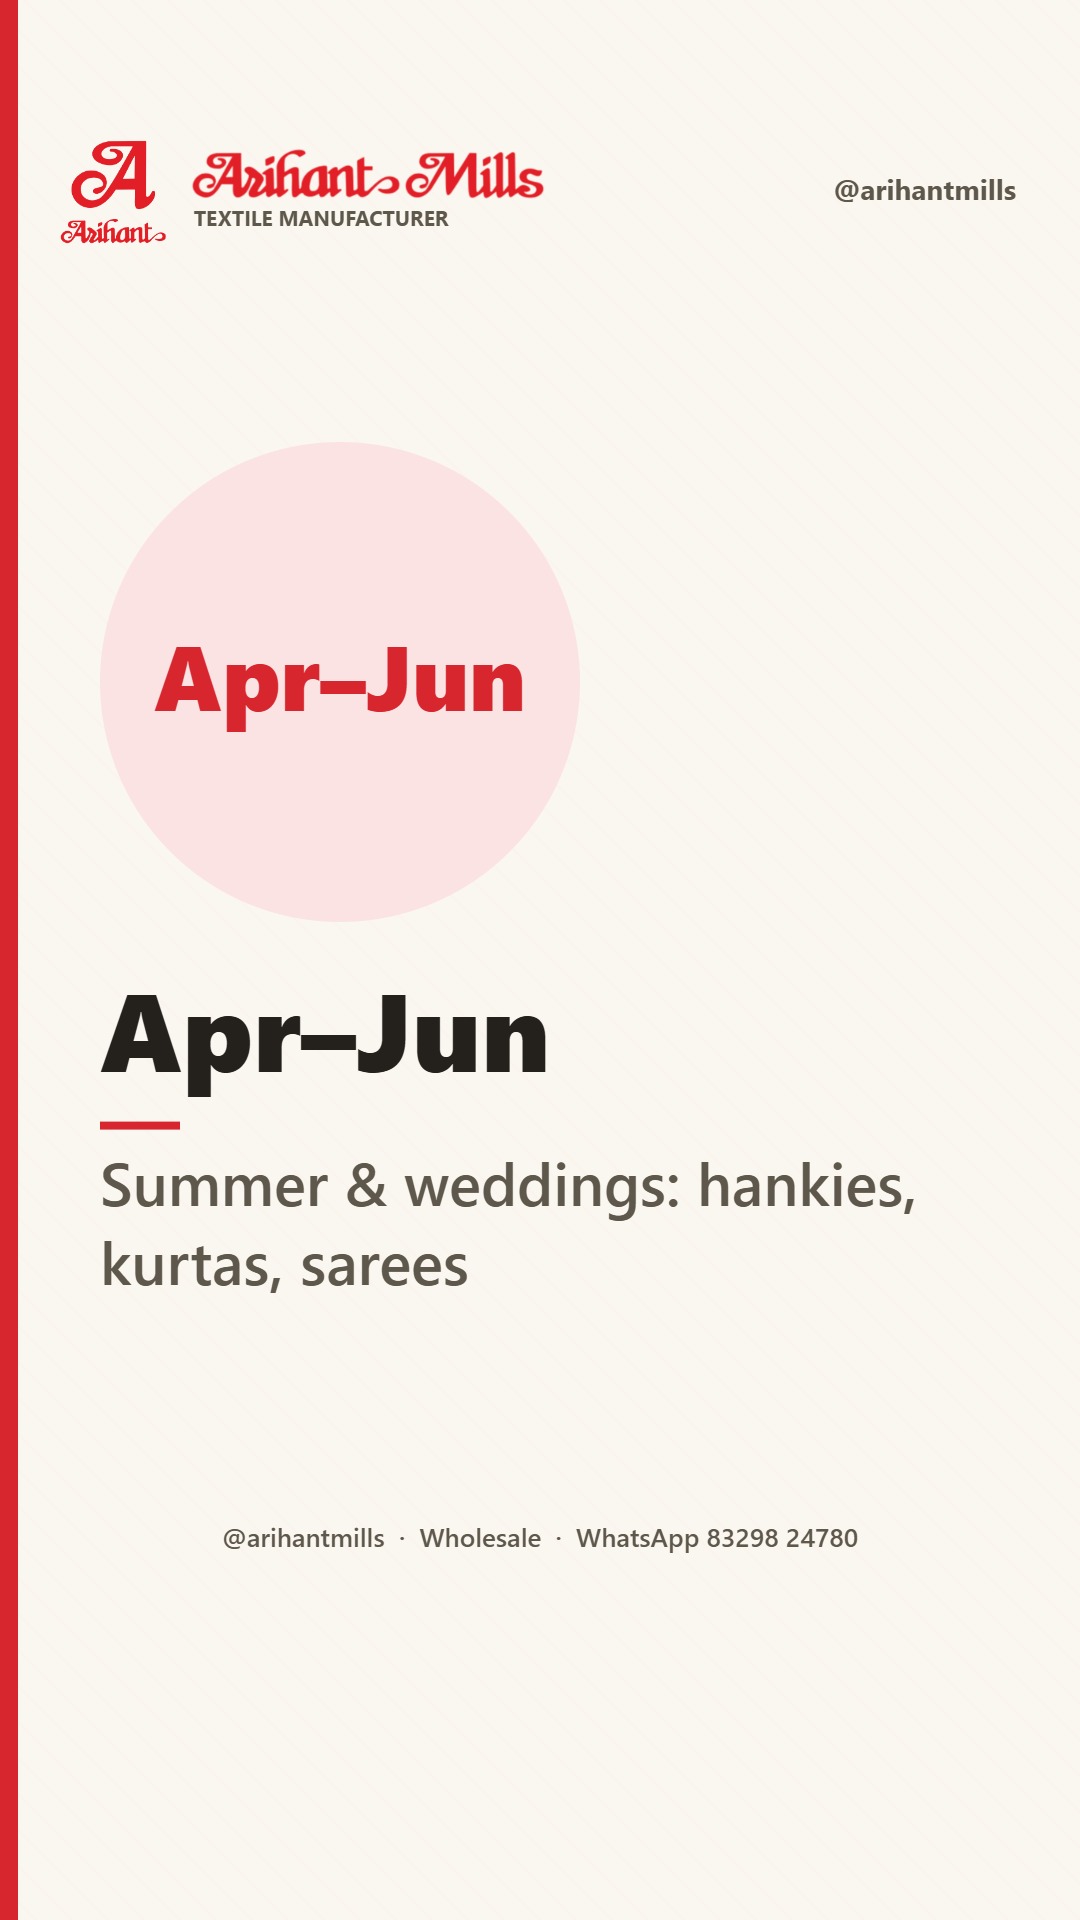 A
Arihant
Arihant Mills
TEXTILE MANUFACTURER
@arihantmills
Apr–Jun
Apr–Jun
Summer & weddings: hankies,
kurtas, sarees
@arihantmills · Wholesale · WhatsApp 83298 24780